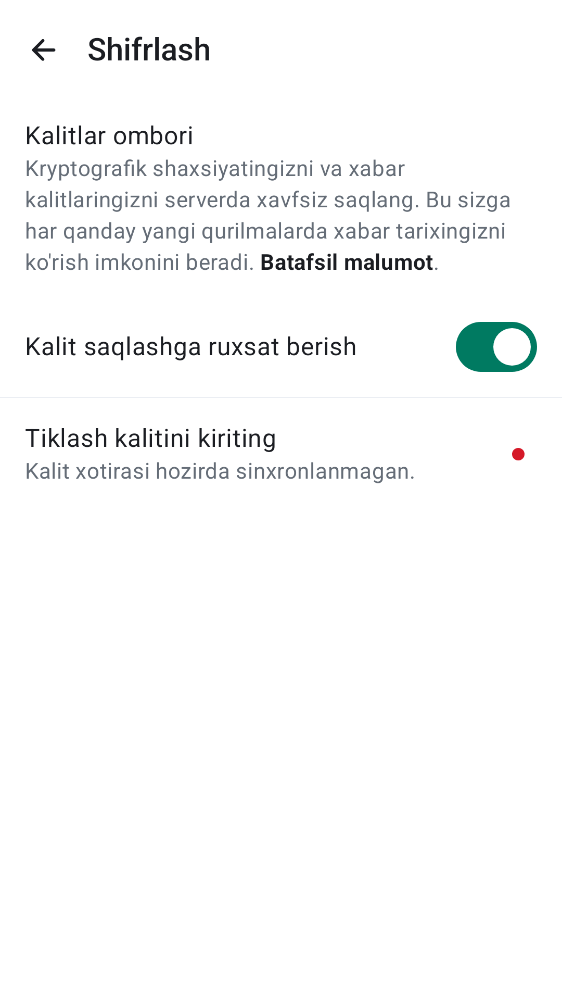 Shifrlash
Kalitlar ombori
Kryptografik shaxsiyatingizni va xabar
kalitlaringizni serverda xavfsiz saqlang. Bu sizga
har qanday yangi qurilmalarda xabar tarixingizni
ko'rish imkonini beradi. Batafsil malumot.
Kalit saqlashga ruxsat berish
Tiklash kalitini kiriting
Kalit xotirasi hozirda sinxronlanmagan.